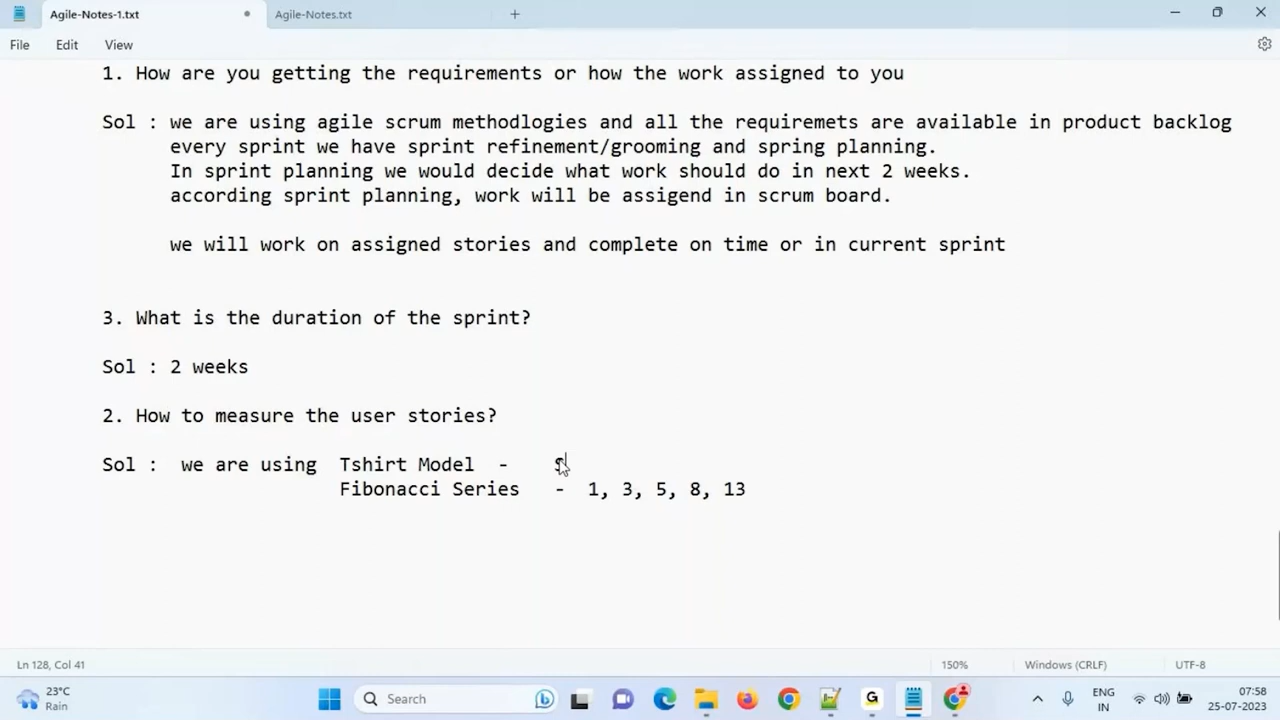 Agile-Notes-1.txt
Agile-Notes.txt
File Edit View
1. How are you getting the requirements or how the work assigned to you
Sol : we are using agile scrum methodlogies and all the requiremets are available in product backlog
every sprint we have sprint refinement/grooming and spring planning.
In sprint planning we would decide what work should do in next 2 weeks.
according sprint planning, work will be assigend in scrum board.
we will work on assigned stories and complete on time or in current sprint
3. What is the duration of the sprint?
Sol : 2 weeks
2. How to measure the user stories?
Sol : we are using Tshirt Model - S
Fibonacci Series - 1, 3, 5, 8, 13
Ln 128, Col 41 150% Windows (CRLF) UTF-8
23°C
Rain
Search
ENG
IN
07:58
25-07-2023